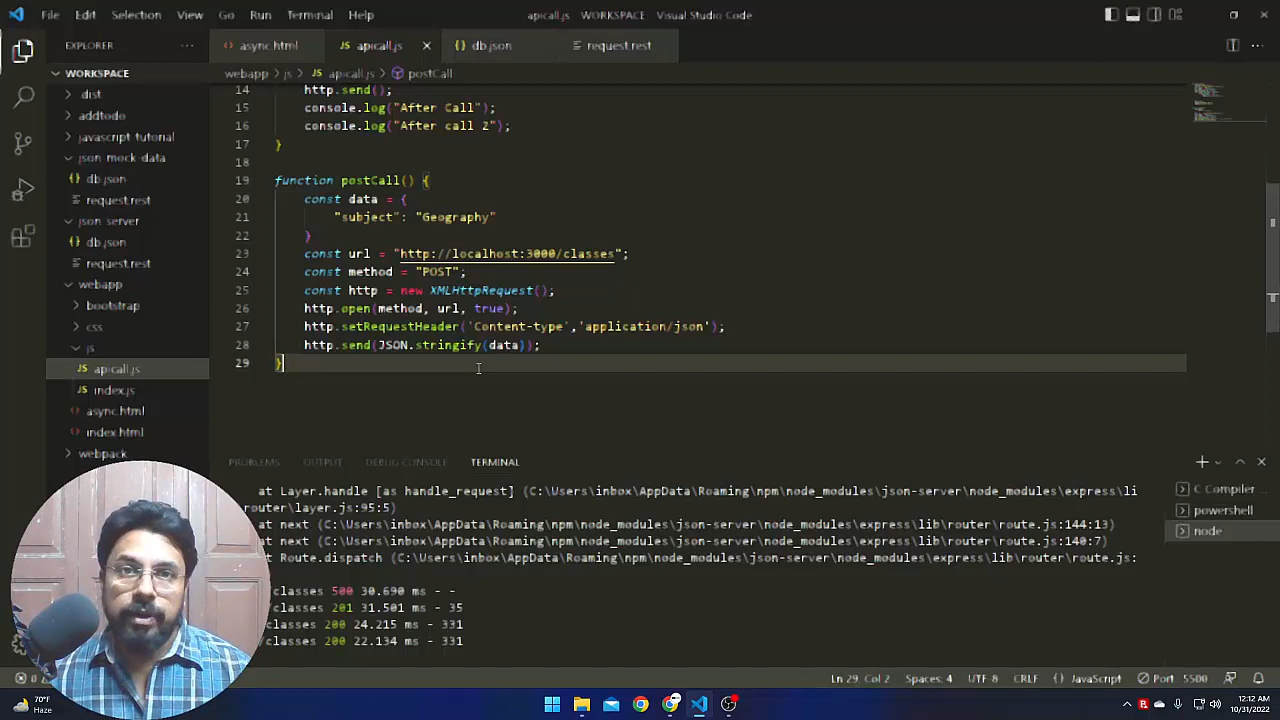 File Edit Selection View Go Run Terminal Help apicall.js WORKSPACE Visual Studio Code
EXPLORER
async.html apicall.js db.json request.rest
WORKSPACE
webapp > js > apicall.js > postCall
dist
addtodo
javascript-tutorial
json mock-data
db.json
request.rest
json server
db.json
request.rest
webapp
bootstrap
css
js
apicall.js
index.js
async.html
index.html
webpack
14 http.send();
15 console.log("After Call");
16 console.log("After call 2");
17 }
18
19 function postCall() {
20 const data = {
21 "subject": "Geography"
22 }
23 const url = "http://localhost:3000/classes";
24 const method = "POST";
25 const http = new XMLHttpRequest();
26 http.open(method, url, true);
27 http.setRequestHeader('Content-type','application/json');
28 http.send(JSON.stringify(data));
29 }
PROBLEMS OUTPUT DEBUG CONSOLE TERMINAL
at Layer.handle [as handle_request] (C:\Users\inbox\AppData\Roaming\npm\node_modules\json-server\node_modules\express\li
router\layer.js:95:5)
at next (C:\Users\inbox\AppData\Roaming\npm\node_modules\json-server\node_modules\express\lib\router\route.js:144:13)
at next (C:\Users\inbox\AppData\Roaming\npm\node_modules\json-server\node_modules\express\lib\router\route.js:140:7)
at Route.dispatch (C:\Users\inbox\AppData\Roaming\npm\node_modules\json-server\node_modules\express\lib\router\route.js:
/classes 500 30.690 ms - -
/classes 201 31.501 ms - 35
/classes 200 24.215 ms - 331
/classes 200 22.134 ms - 331
C Compiler
powershell
node
Ln 29, Col 2 Spaces: 4 UTF-8 CRLF {} JavaScript Port : 5500
70°F
Haze
12:12 AM
10/31/2022